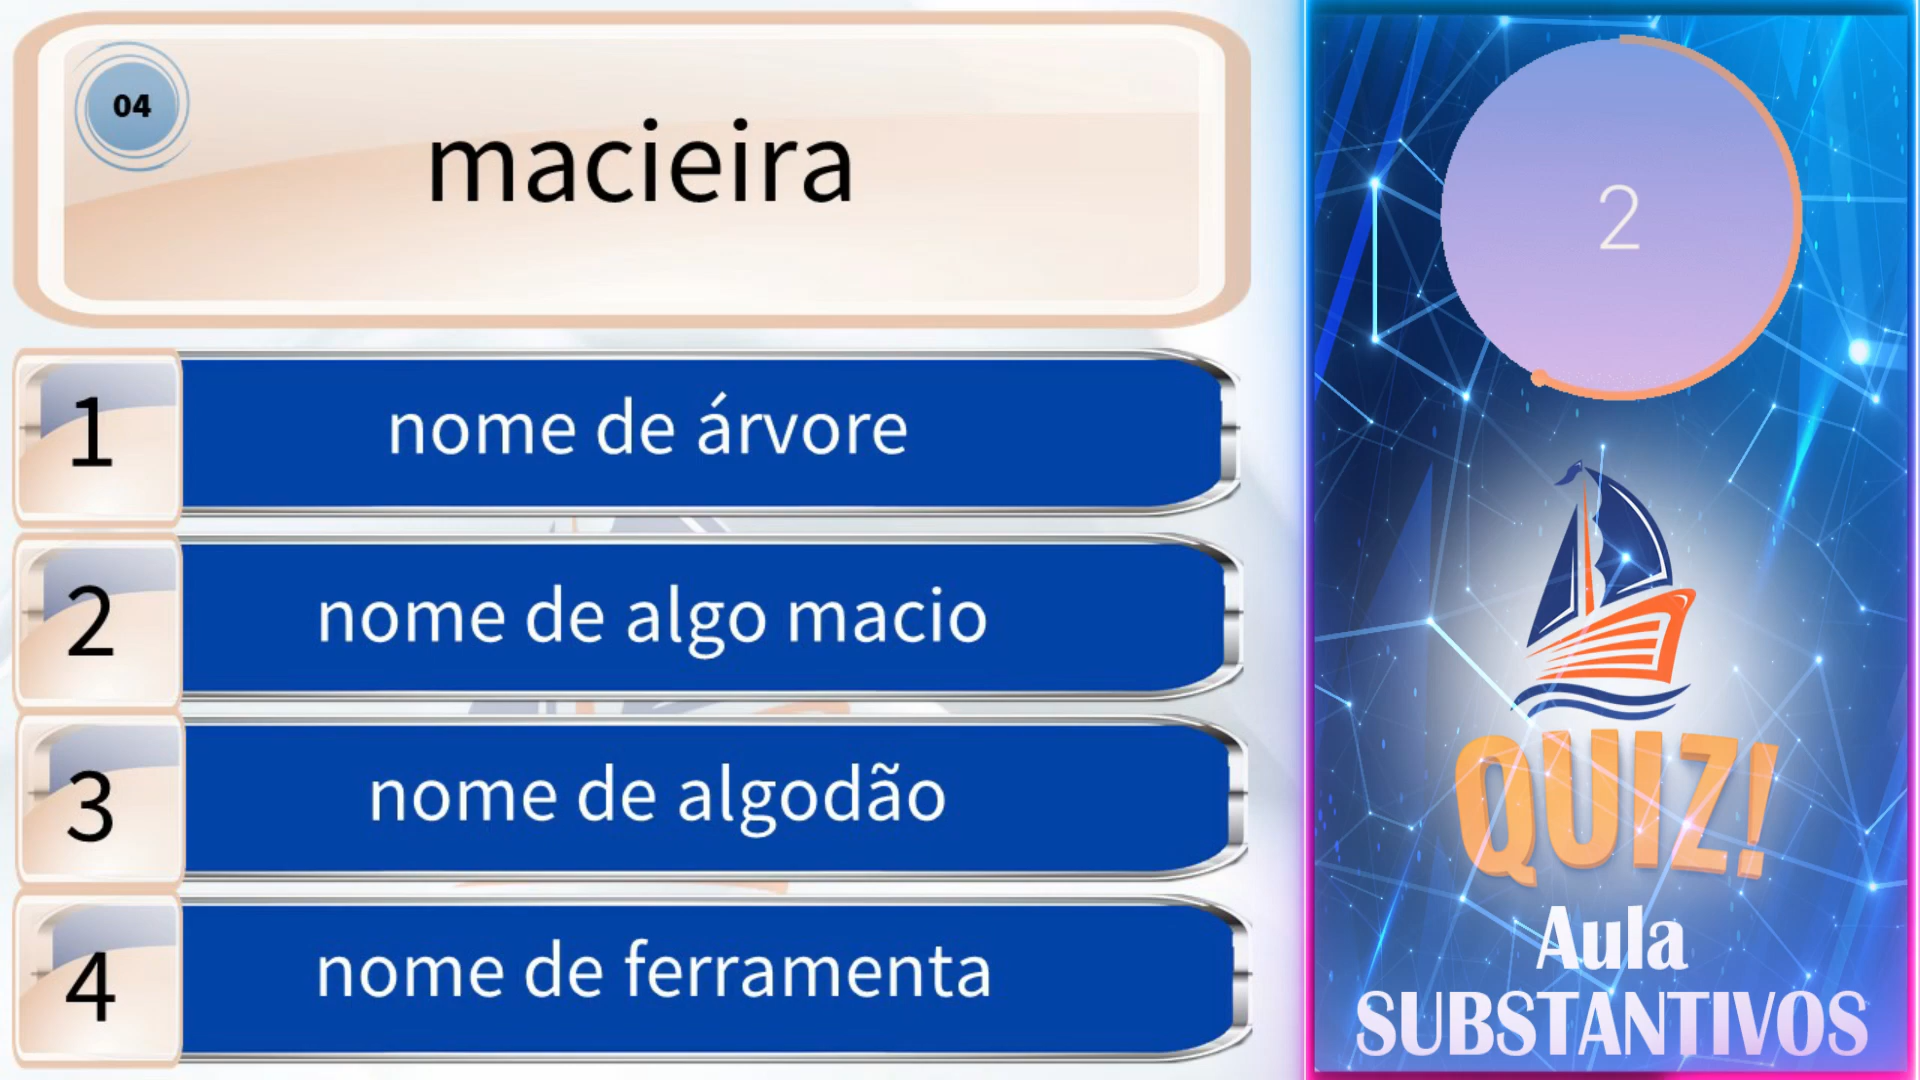 04
macieira
1
nome de árvore
2
nome de algo macio
3
nome de algodão
4
nome de ferramenta
2
QUIZ!
Aula
SUBSTANTIVOS